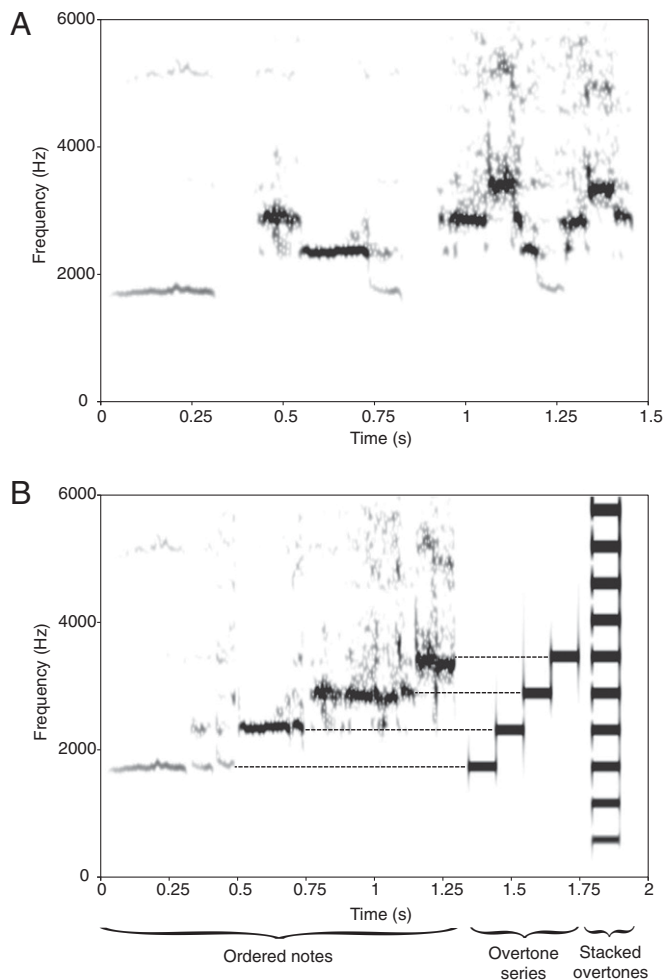 A
6000
4000
2000
0
Frequency (Hz)
0 0.25 0.5 0.75 1 1.25 1.5
Time (s)
B
6000
4000
2000
0
Frequency (Hz)
0 0.25 0.5 0.75 1 1.25 1.5 1.75 2
Time (s)
Ordered notes
Overtone
series
Stacked
overtones